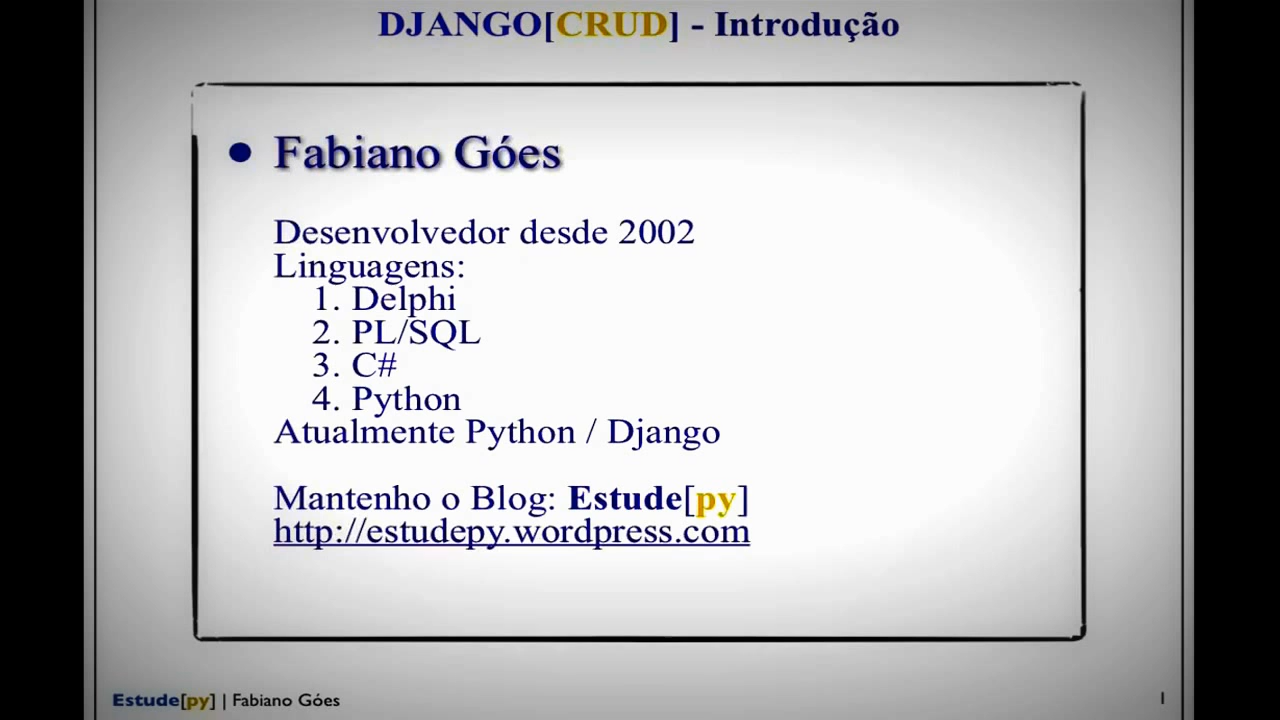 DJANGO[CRUD] - Introdução
• Fabiano Góes
Desenvolvedor desde 2002
Linguagens:
1. Delphi
2. PL/SQL
3. C#
4. Python
Atualmente Python / Django
Mantenho o Blog: Estude[py]
http://estudepy.wordpress.com
Estude[py] | Fabiano Góes
1